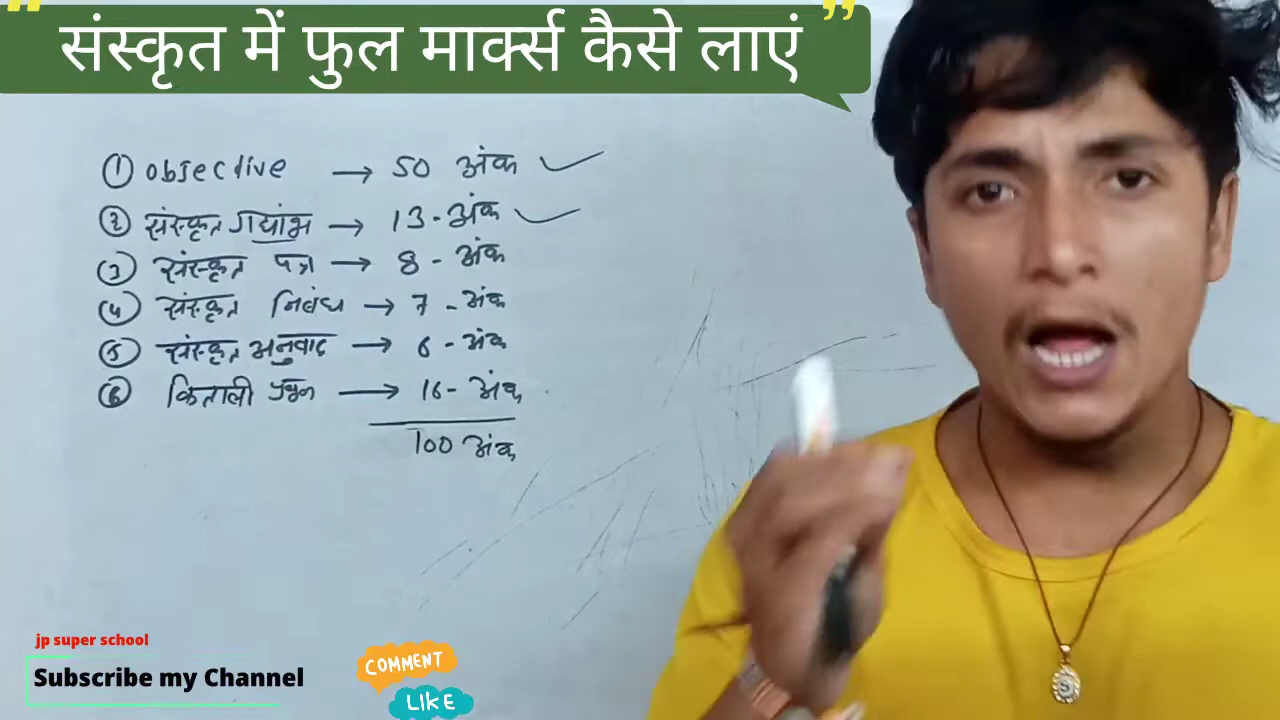 " संस्कृत में फुल मार्क्स कैसे लाएं "
① objective → 50 अंक
② संस्कृत गद्यांश → 13 - अंक
③ संस्कृत पत्र → 8 - अंक
④ संस्कृत निबंध → 7 - अंक
⑤ संस्कृत अनुवाद → 6 - अंक
⑥ किताबी प्रश्न → 16 - अंक
100 अंक
jp super school
Subscribe my Channel
COMMENT
LIKE